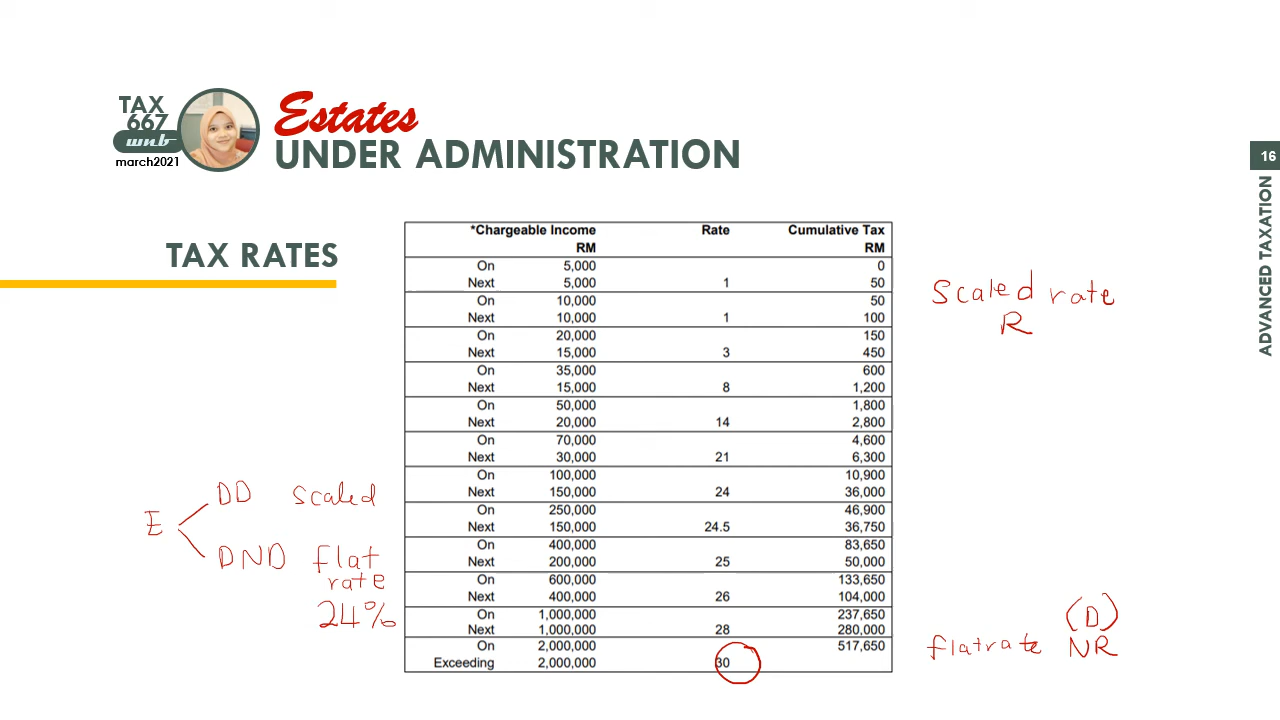 TAX
667
wnb
march2021
Estates
UNDER ADMINISTRATION
16
ADVANCED TAXATION
TAX RATES
*Chargeable Income Rate Cumulative Tax
RM RM
On 5,000 0
Next 5,000 1 50
On 10,000 50
Next 10,000 1 100
On 20,000 150
Next 15,000 3 450
On 35,000 600
Next 15,000 8 1,200
On 50,000 1,800
Next 20,000 14 2,800
On 70,000 4,600
Next 30,000 21 6,300
On 100,000 10,900
Next 150,000 24 36,000
On 250,000 46,900
Next 150,000 24.5 36,750
On 400,000 83,650
Next 200,000 25 50,000
On 600,000 133,650
Next 400,000 26 104,000
On 1,000,000 237,650
Next 1,000,000 28 280,000
On 2,000,000 517,650
Exceeding 2,000,000 30
Scaled rate
R
E
DD Scaled
DND flat
rate
24%
(D)
flatrate NR